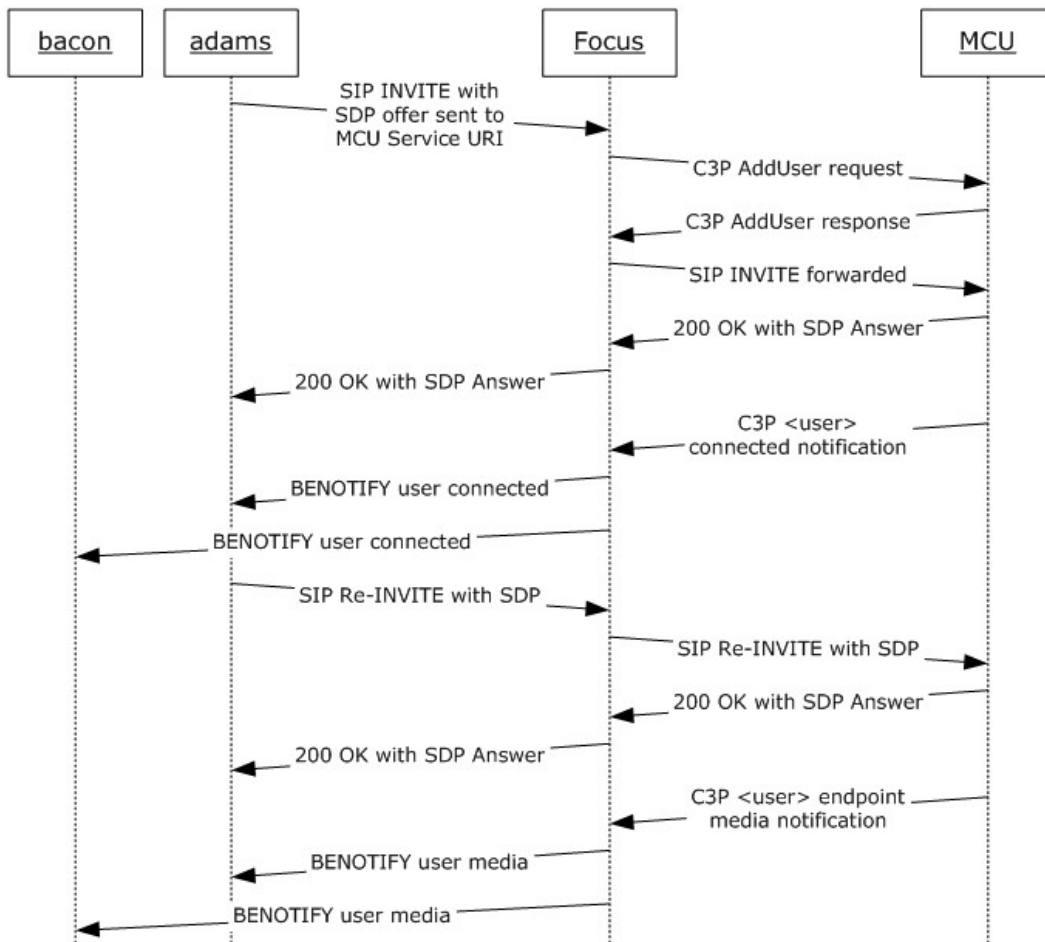 bacon
adams
Focus
MCU
SIP INVITE with
SDP offer sent to
MCU Service URI
C3P AddUser request
C3P AddUser response
SIP INVITE forwarded
200 OK with SDP Answer
200 OK with SDP Answer
C3P <user>
connected notification
BENOTIFY user connected
BENOTIFY user connected
SIP Re-INVITE with SDP
SIP Re-INVITE with SDP
200 OK with SDP Answer
200 OK with SDP Answer
C3P <user> endpoint
media notification
BENOTIFY user media
BENOTIFY user media